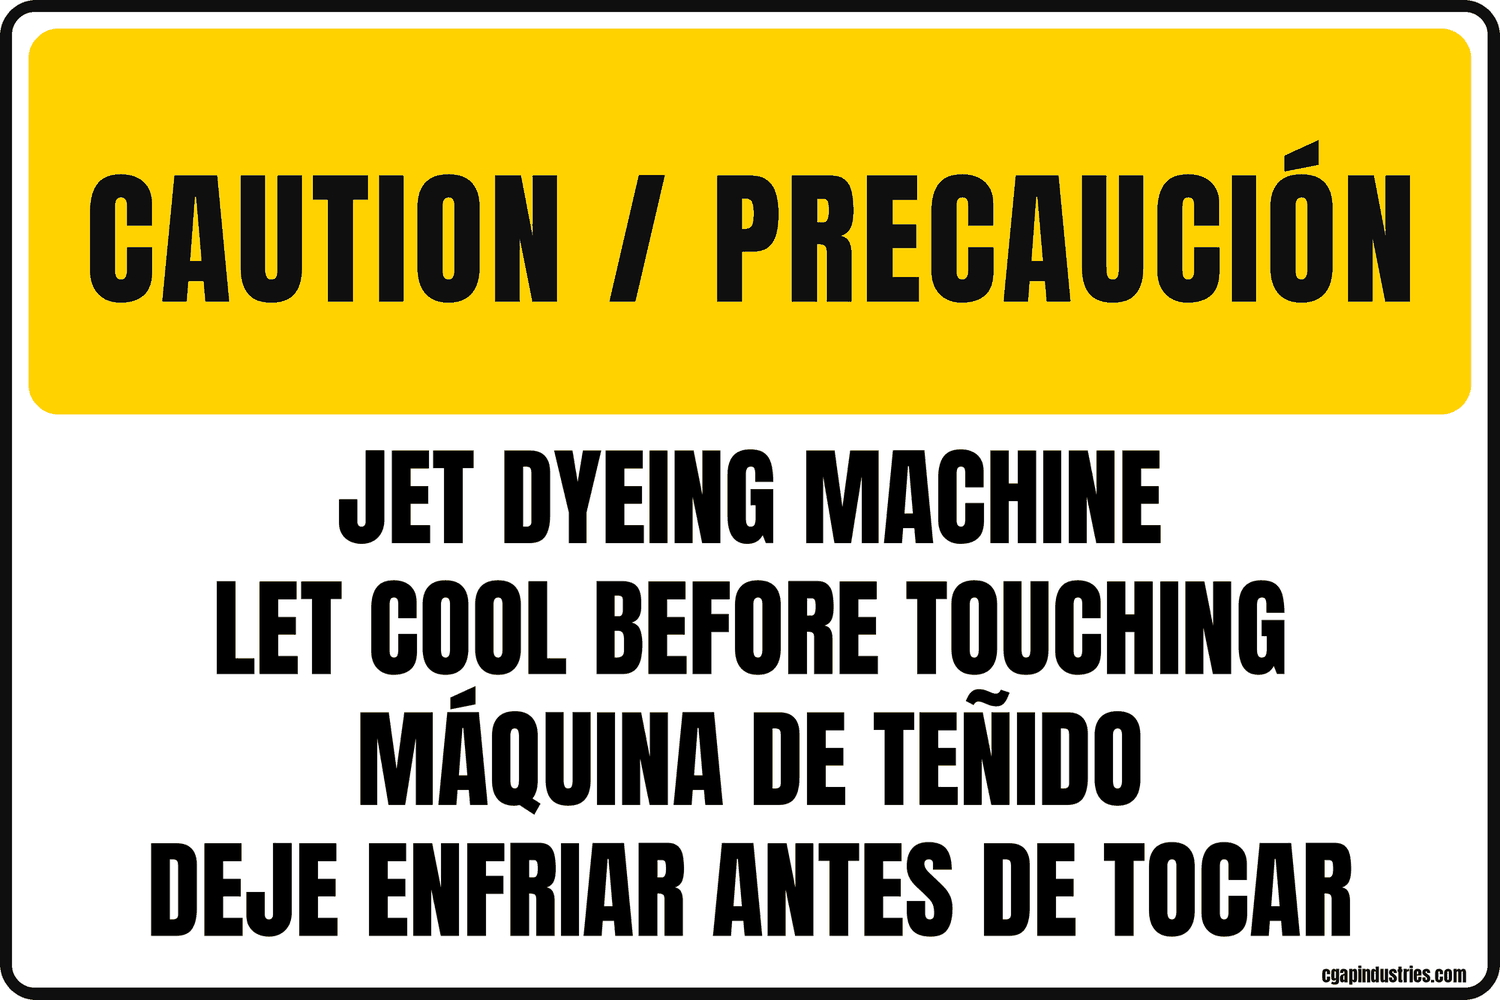 CAUTION / PRECAUCIÓN
JET DYEING MACHINE
LET COOL BEFORE TOUCHING
MÁQUINA DE TEÑIDO
DEJE ENFRIAR ANTES DE TOCAR
cgapindustries.com